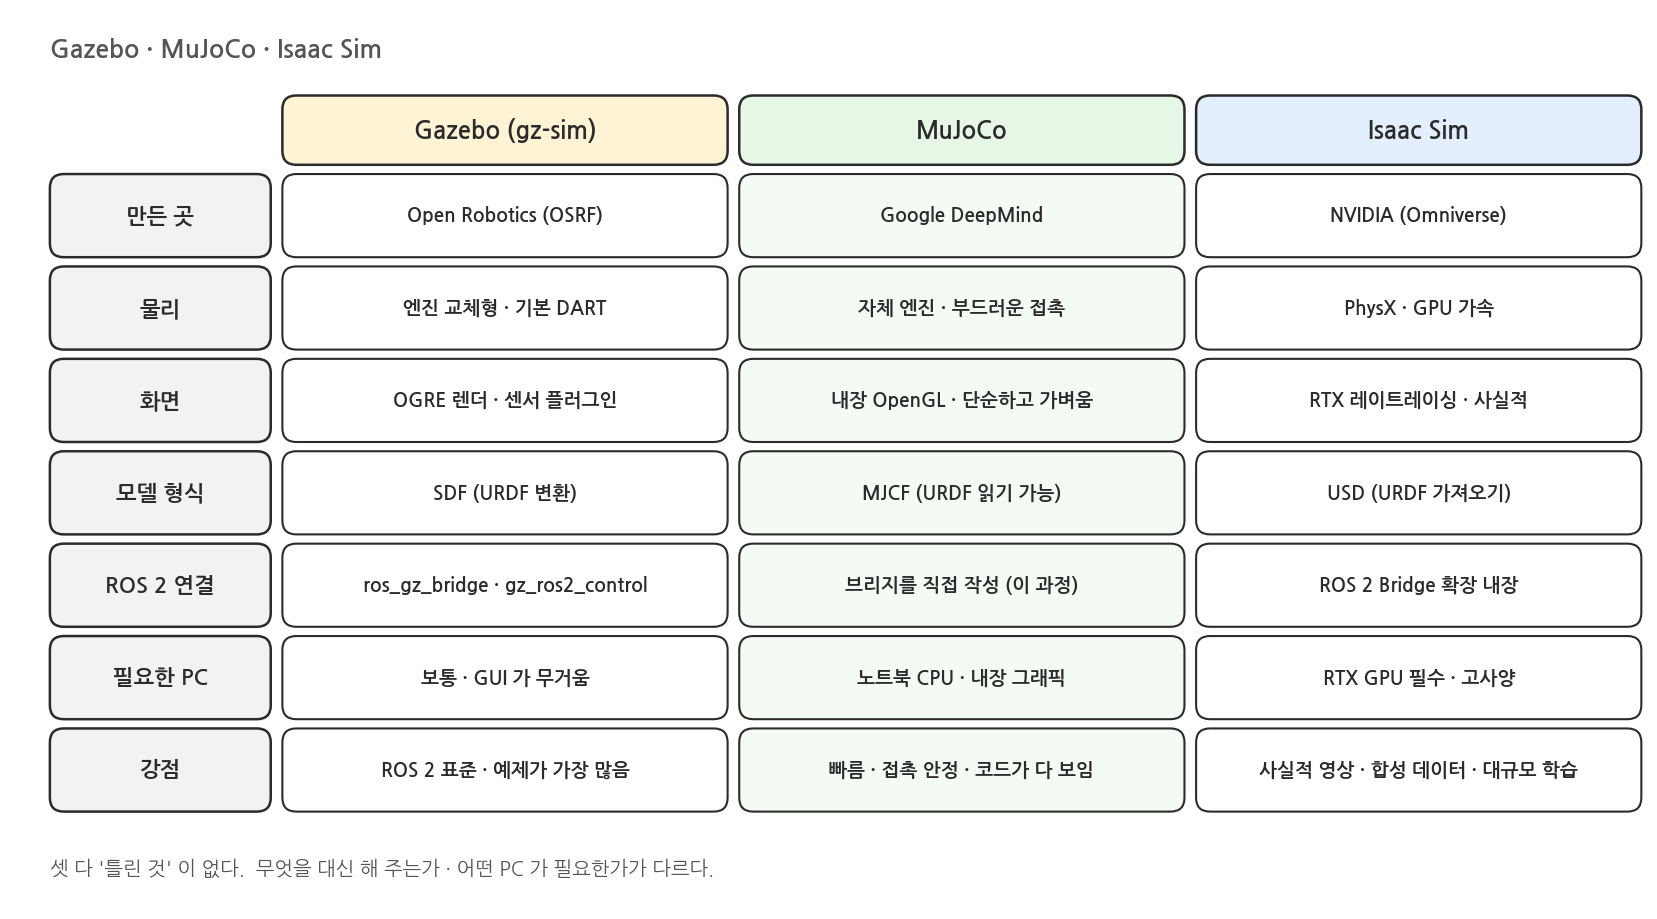 Gazebo · MuJoCo · Isaac Sim
Gazebo (gz-sim)
MuJoCo
Isaac Sim
만든 곳
Open Robotics (OSRF)
Google DeepMind
NVIDIA (Omniverse)
물리
엔진 교체형 · 기본 DART
자체 엔진 · 부드러운 접촉
PhysX · GPU 가속
화면
OGRE 렌더 · 센서 플러그인
내장 OpenGL · 단순하고 가벼움
RTX 레이트레이싱 · 사실적
모델 형식
SDF (URDF 변환)
MJCF (URDF 읽기 가능)
USD (URDF 가져오기)
ROS 2 연결
ros_gz_bridge · gz_ros2_control
브리지를 직접 작성 (이 과정)
ROS 2 Bridge 확장 내장
필요한 PC
보통 · GUI 가 무거움
노트북 CPU · 내장 그래픽
RTX GPU 필수 · 고사양
강점
ROS 2 표준 · 예제가 가장 많음
빠름 · 접촉 안정 · 코드가 다 보임
사실적 영상 · 합성 데이터 · 대규모 학습
셋 다 '틀린 것' 이 없다. 무엇을 대신 해 주는가 · 어떤 PC 가 필요한가가 다르다.